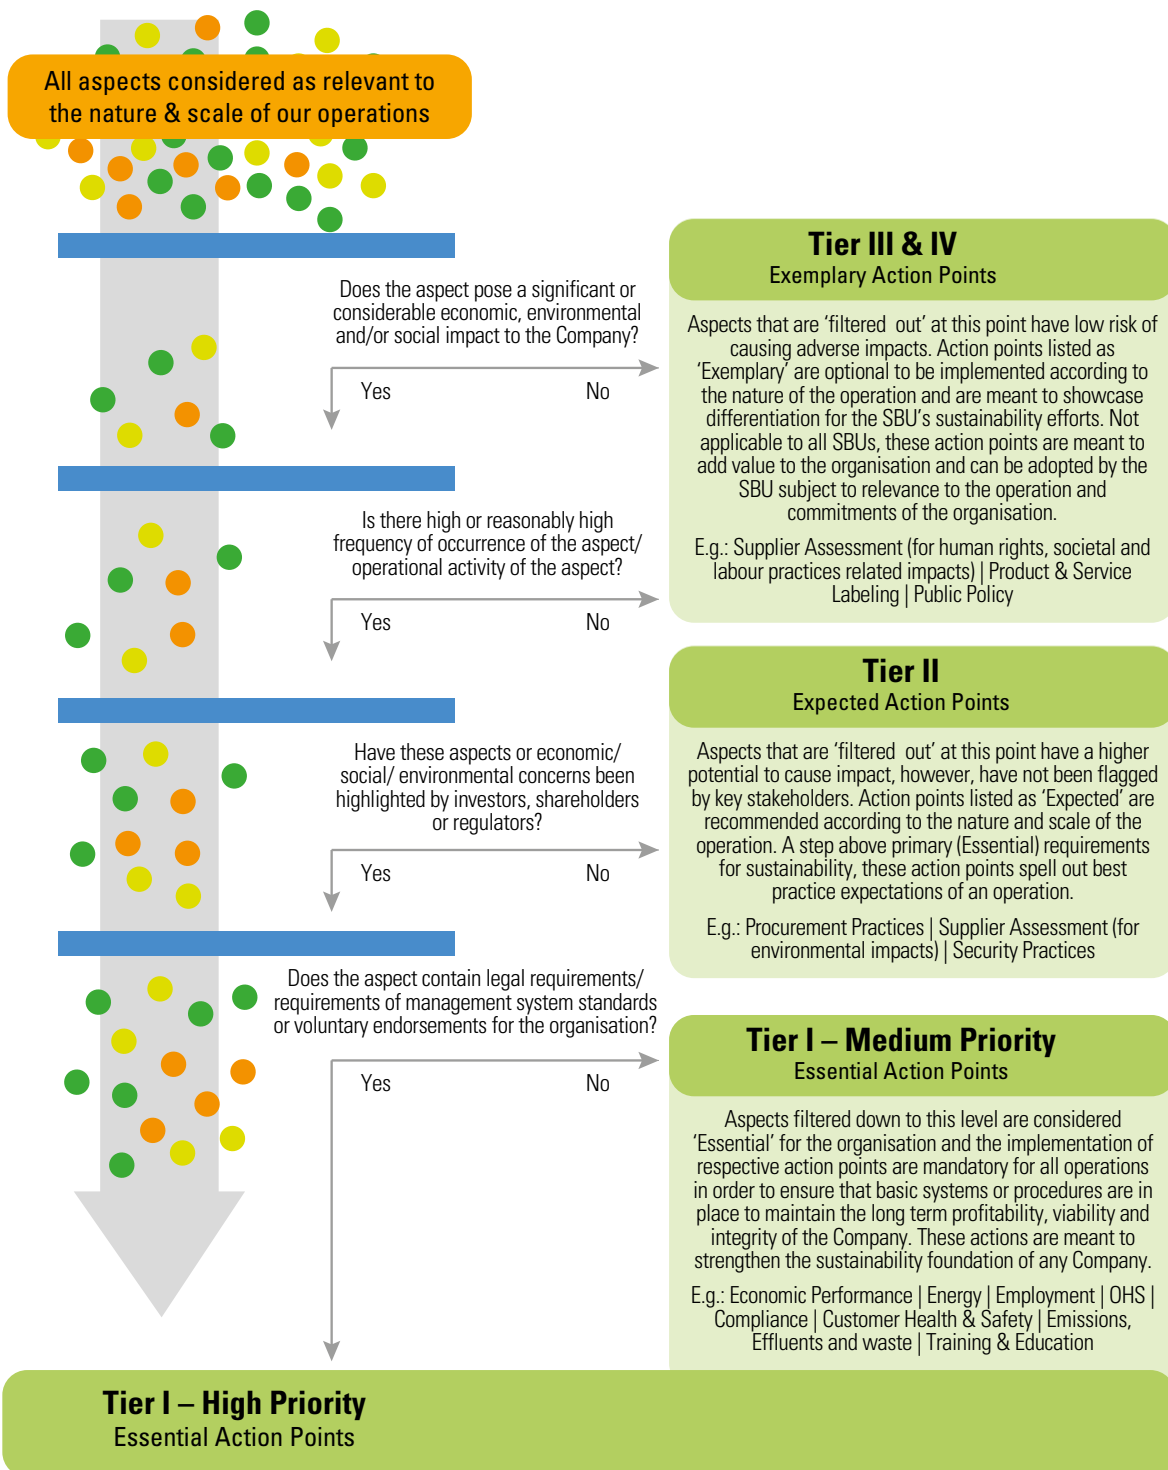 All aspects considered as relevant to
the nature & scale of our operations
Does the aspect pose a significant or
considerable economic, environmental
and/or social impact to the Company?
Yes
No
Tier III & IV
Exemplary Action Points
Aspects that are ‘filtered  out’ at this point have low risk of
causing adverse impacts. Action points listed as
‘Exemplary’ are optional to be implemented according to
the nature of the operation and are meant to showcase
differentiation for the SBU’s sustainability efforts. Not
applicable to all SBUs, these action points are meant to
add value to the organisation and can be adopted by the
SBU subject to relevance to the operation and
commitments of the organisation.
E.g.: Supplier Assessment (for human rights, societal and
labour practices related impacts) | Product & Service
Labeling | Public Policy
Is there high or reasonably high
frequency of occurrence of the aspect/
operational activity of the aspect?
Yes
No
Tier II
Expected Action Points
Aspects that are ‘filtered  out’ at this point have a higher
potential to cause impact, however, have not been flagged
by key stakeholders. Action points listed as ‘Expected’ are
recommended according to the nature and scale of the
operation. A step above primary (Essential) requirements
for sustainability, these action points spell out best
practice expectations of an operation.
E.g.: Procurement Practices | Supplier Assessment (for
environmental impacts) | Security Practices
Have these aspects or economic/
social/ environmental concerns been
highlighted by investors, shareholders
or regulators?
Yes
No
Does the aspect contain legal requirements/
requirements of management system standards
or voluntary endorsements for the organisation?
Yes
No
Tier I – Medium Priority
Essential Action Points
Aspects filtered down to this level are considered
‘Essential’ for the organisation and the implementation of
respective action points are mandatory for all operations
in order to ensure that basic systems or procedures are in
place to maintain the long term profitability, viability and
integrity of the Company. These actions are meant to
strengthen the sustainability foundation of any Company.
E.g.: Economic Performance | Energy | Employment | OHS |
Compliance | Customer Health & Safety | Emissions,
Effluents and waste | Training & Education
Tier I – High Priority
Essential Action Points